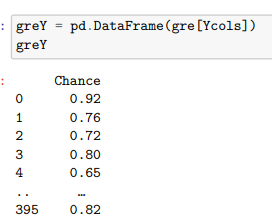 : greY = pd.DataFrame(gre[Ycols])
greY
:
Chance
0 0.92
1 0.76
2 0.72
3 0.80
4 0.65
.. …
395 0.82